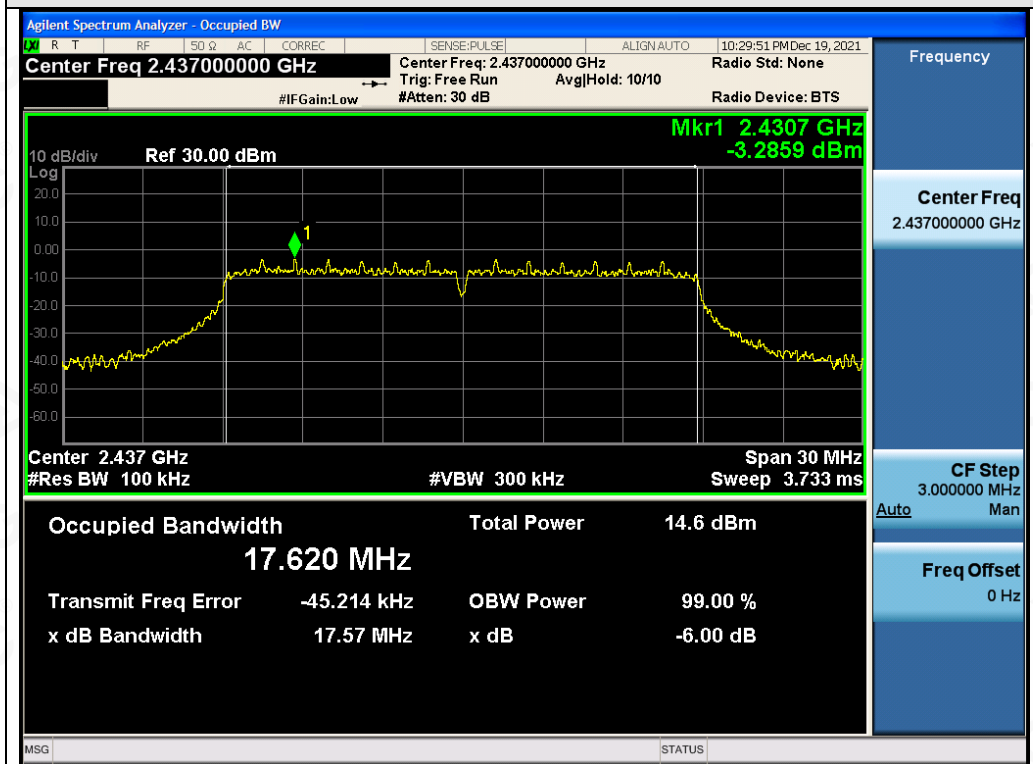 Agilent Spectrum Analyzer - Occupied BW
LXI R T RF 50 Ω AC CORREC SENSE:PULSE ALIGN AUTO 10:29:51 PM Dec 19, 2021
Center Freq 2.437000000 GHz
Center Freq: 2.437000000 GHz
Radio Std: None
Trig: Free Run Avg|Hold: 10/10
#IFGain:Low #Atten: 30 dB Radio Device: BTS
Mkr1 2.4307 GHz
-3.2859 dBm
10 dB/div Ref 30.00 dBm
Log
20.0
10.0
1
0.00
-10.0
-20.0
-30.0
-40.0
-50.0
-60.0
Center 2.437 GHz Span 30 MHz
#Res BW 100 kHz #VBW 300 kHz Sweep 3.733 ms
Occupied Bandwidth Total Power 14.6 dBm
17.620 MHz
Transmit Freq Error -45.214 kHz OBW Power 99.00 %
x dB Bandwidth 17.57 MHz x dB -6.00 dB
Frequency
Center Freq
2.437000000 GHz
CF Step
3.000000 MHz
Auto Man
Freq Offset
0 Hz
MSG STATUS